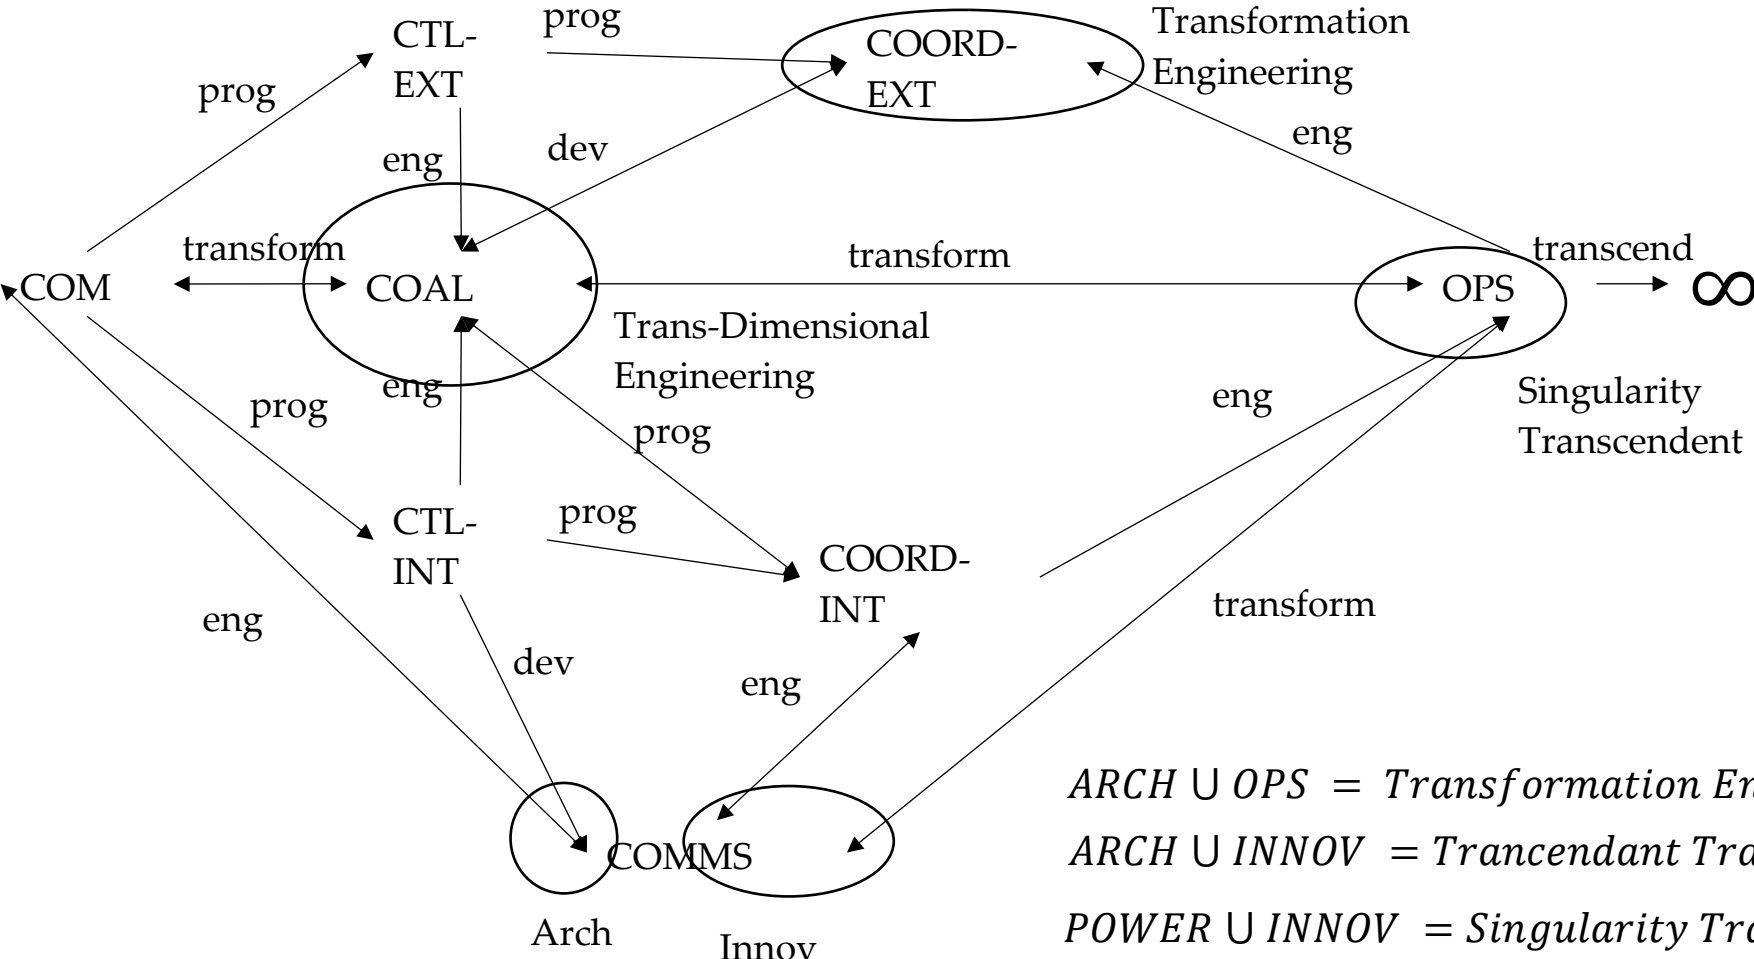 prog
CTL-
EXT
COORD-
EXT
Transformation
Engineering
prog
eng
dev
eng
transform
COM
COAL
transform
OPS
transcend
∞
Trans-Dimensional
Engineering
eng
prog
prog
eng
Singularity
Transcendent
CTL-
INT
prog
COORD-
INT
eng
transform
dev
eng
COMMS
Arch
Innov
ARCH ∪ OPS = Transformation En
ARCH ∪ INNOV = Trancendant Tra
POWER ∪ INNOV = Singularity Tra